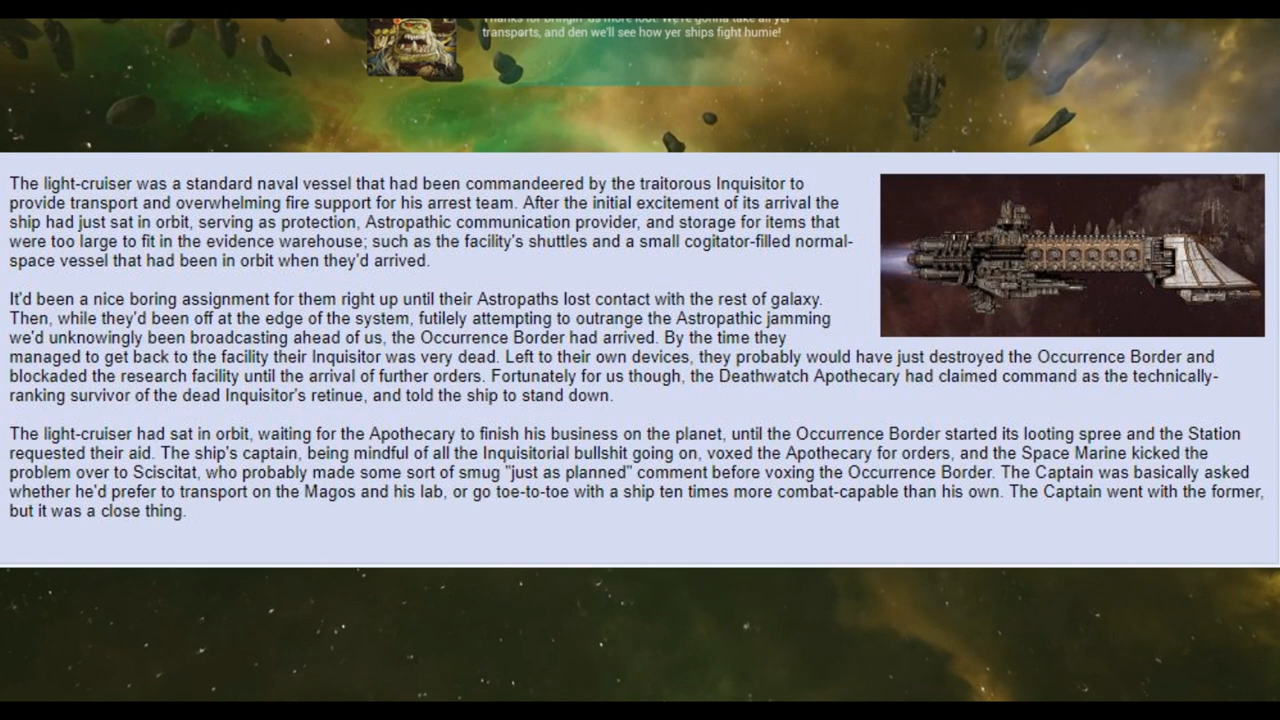 Thanks for bringin' us more loot. We're gonna take all yer
transports, and den we'll see how yer ships fight humie!
The light-cruiser was a standard naval vessel that had been commandeered by the traitorous Inquisitor to
provide transport and overwhelming fire support for his arrest team. After the initial excitement of its arrival the
ship had just sat in orbit, serving as protection, Astropathic communication provider, and storage for items that
were too large to fit in the evidence warehouse; such as the facility's shuttles and a small cogitator-filled normal-
space vessel that had been in orbit when they'd arrived.
It'd been a nice boring assignment for them right up until their Astropaths lost contact with the rest of galaxy.
Then, while they'd been off at the edge of the system, futilely attempting to outrange the Astropathic jamming
we'd unknowingly been broadcasting ahead of us, the Occurrence Border had arrived. By the time they
managed to get back to the facility their Inquisitor was very dead. Left to their own devices, they probably would have just destroyed the Occurrence Border and
blockaded the research facility until the arrival of further orders. Fortunately for us though, the Deathwatch Apothecary had claimed command as the technically-
ranking survivor of the dead Inquisitor's retinue, and told the ship to stand down.
The light-cruiser had sat in orbit, waiting for the Apothecary to finish his business on the planet, until the Occurrence Border started its looting spree and the Station
requested their aid. The ship's captain, being mindful of all the Inquisitorial bullshit going on, voxed the Apothecary for orders, and the Space Marine kicked the
problem over to Sciscitat, who probably made some sort of smug "just as planned" comment before voxing the Occurrence Border. The Captain was basically asked
whether he'd prefer to transport on the Magos and his lab, or go toe-to-toe with a ship ten times more combat-capable than his own. The Captain went with the former,
but it was a close thing.